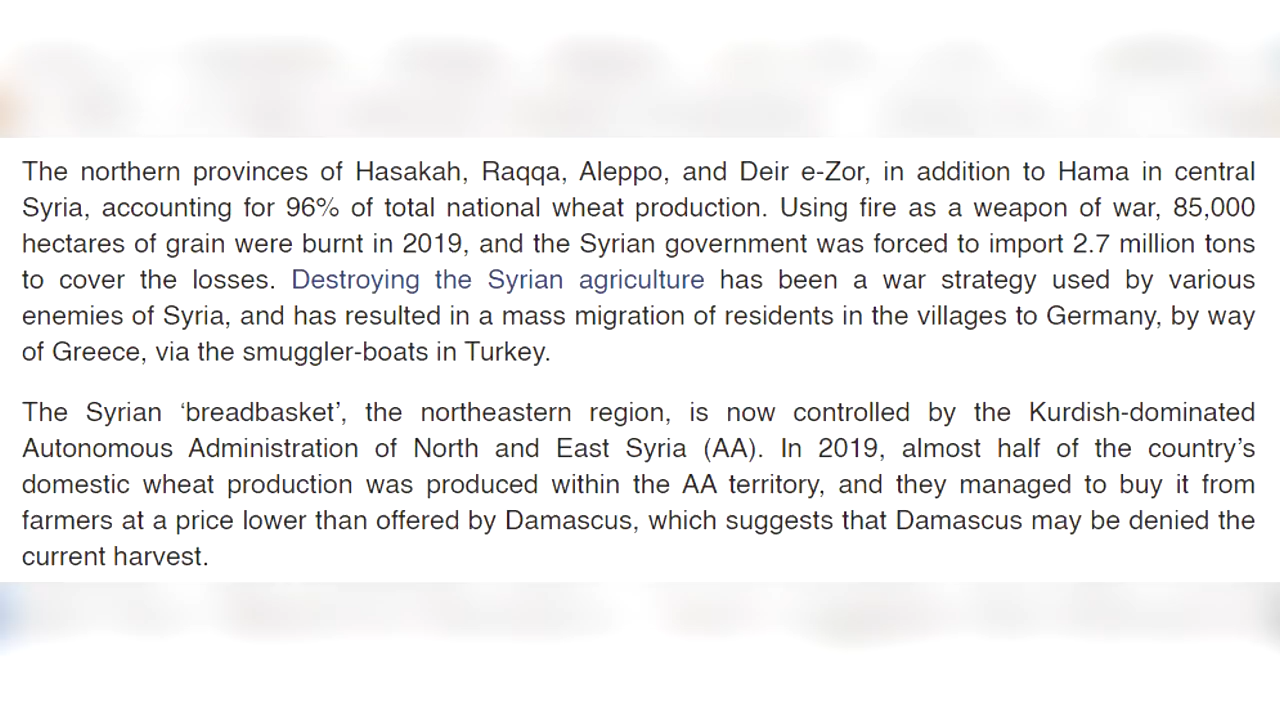 The northern provinces of Hasakah, Raqqa, Aleppo, and Deir e-Zor, in addition to Hama in central
Syria, accounting for 96% of total national wheat production. Using fire as a weapon of war, 85,000
hectares of grain were burnt in 2019, and the Syrian government was forced to import 2.7 million tons
to cover the losses. Destroying the Syrian agriculture has been a war strategy used by various
enemies of Syria, and has resulted in a mass migration of residents in the villages to Germany, by way
of Greece, via the smuggler-boats in Turkey.
The Syrian ‘breadbasket’, the northeastern region, is now controlled by the Kurdish-dominated
Autonomous Administration of North and East Syria (AA). In 2019, almost half of the country’s
domestic wheat production was produced within the AA territory, and they managed to buy it from
farmers at a price lower than offered by Damascus, which suggests that Damascus may be denied the
current harvest.